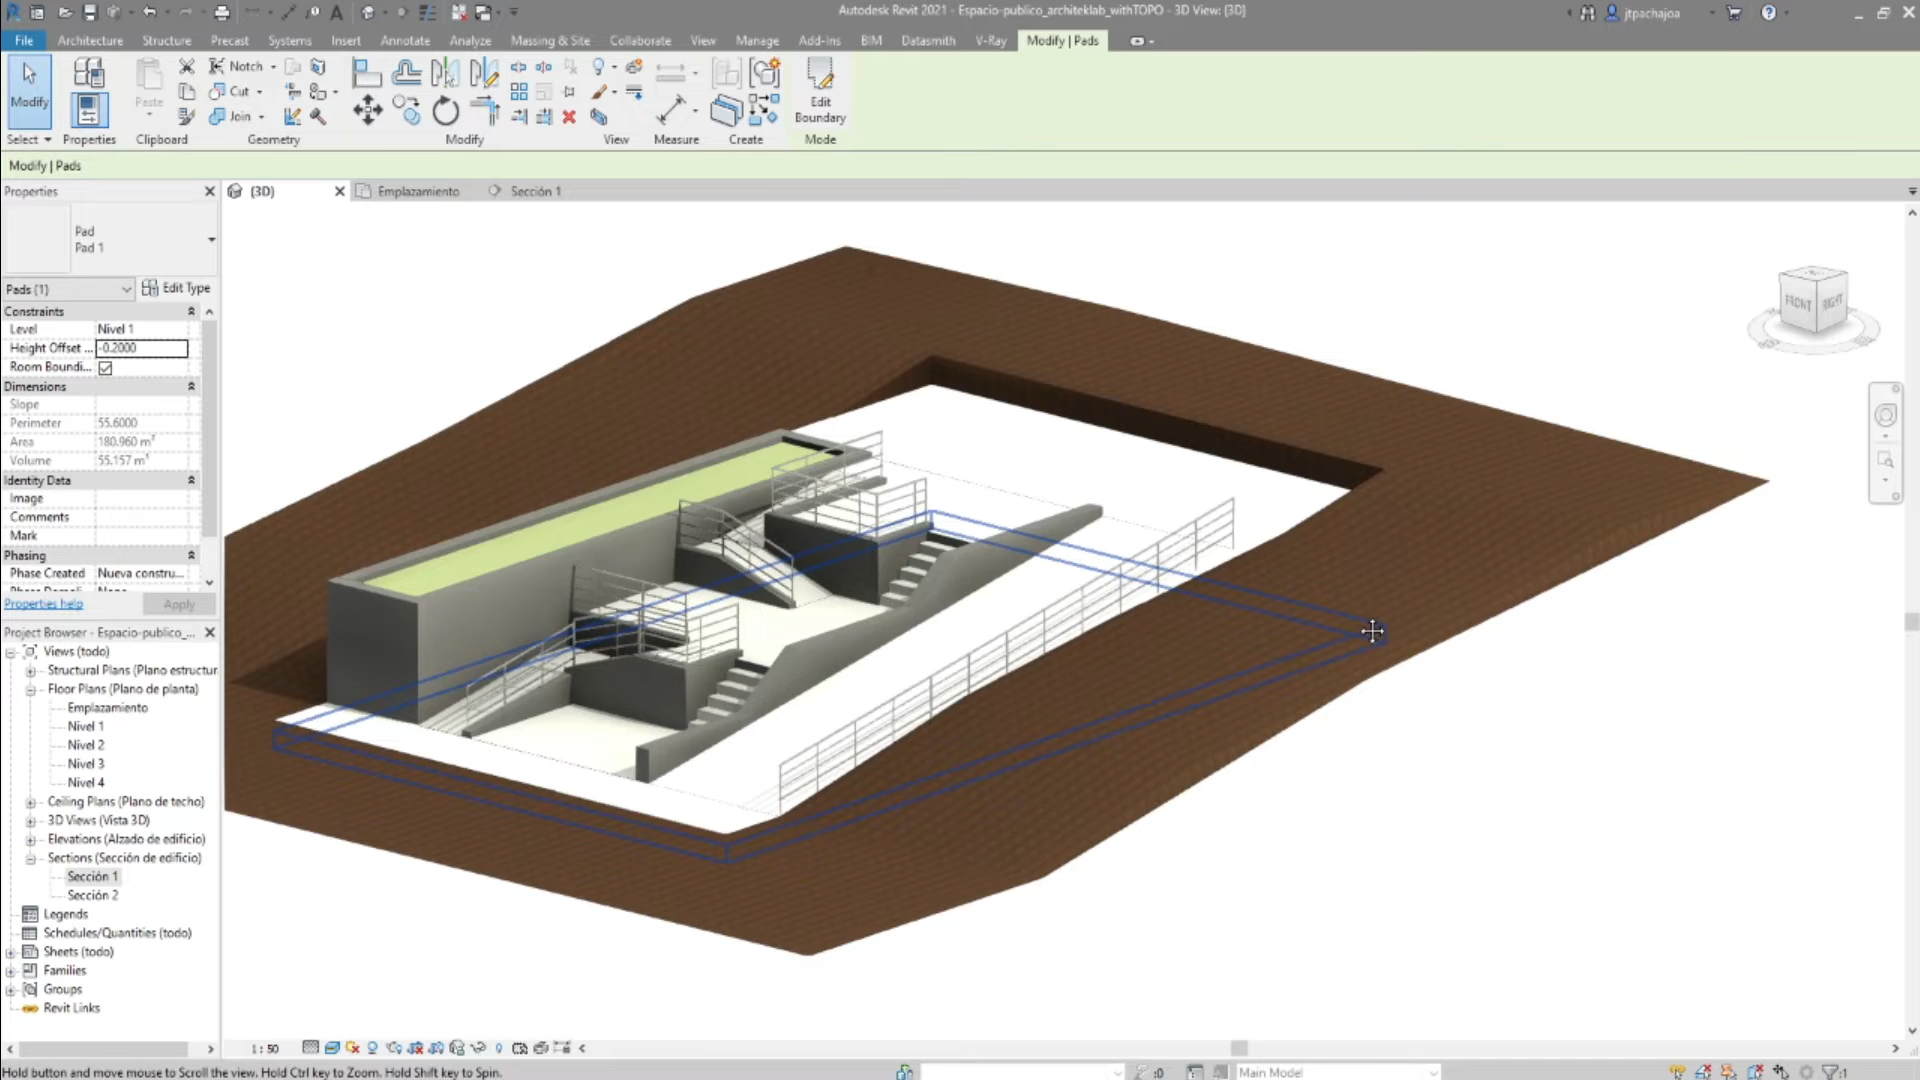 Autodesk Revit 2021 - Espacio-publico_architeklab_withTOPO - 3D View: {3D}
jtpachajoa
File Architecture Structure Precast Systems Insert Annotate Analyze Massing & Site Collaborate View Manage Add-Ins BIM Datasmith V-Ray Modify | Pads
Modify
Paste
Notch
Cut
Join
Edit
Boundary
Select Properties Clipboard Geometry Modify View Measure Create Mode
Modify | Pads
Properties
{3D}
Emplazamiento
Sección 1
Pad
Pad 1
Pads (1)
Edit Type
Constraints
Level Nivel 1
Height Offset ... -0.2000
Room Boundi...
Dimensions
Slope
Perimeter 55.6000
Area 180.960 m²
Volume 55.157 m³
Identity Data
Image
Comments
Mark
Phasing
Phase Created Nueva constru...
Properties help
Apply
Project Browser - Espacio-publico_...
Views (todo)
Structural Plans (Plano estructur
Floor Plans (Plano de planta)
Emplazamiento
Nivel 1
Nivel 2
Nivel 3
Nivel 4
Ceiling Plans (Plano de techo)
3D Views (Vista 3D)
Elevations (Alzado de edificio)
Sections (Sección de edificio)
Sección 1
Sección 2
Legends
Schedules/Quantities (todo)
Sheets (todo)
Families
Groups
Revit Links
FRONT
RIGHT
1 : 50
Hold button and move mouse to Scroll the view. Hold Ctrl key to Zoom. Hold Shift key to Spin.
:0
Main Model
:1